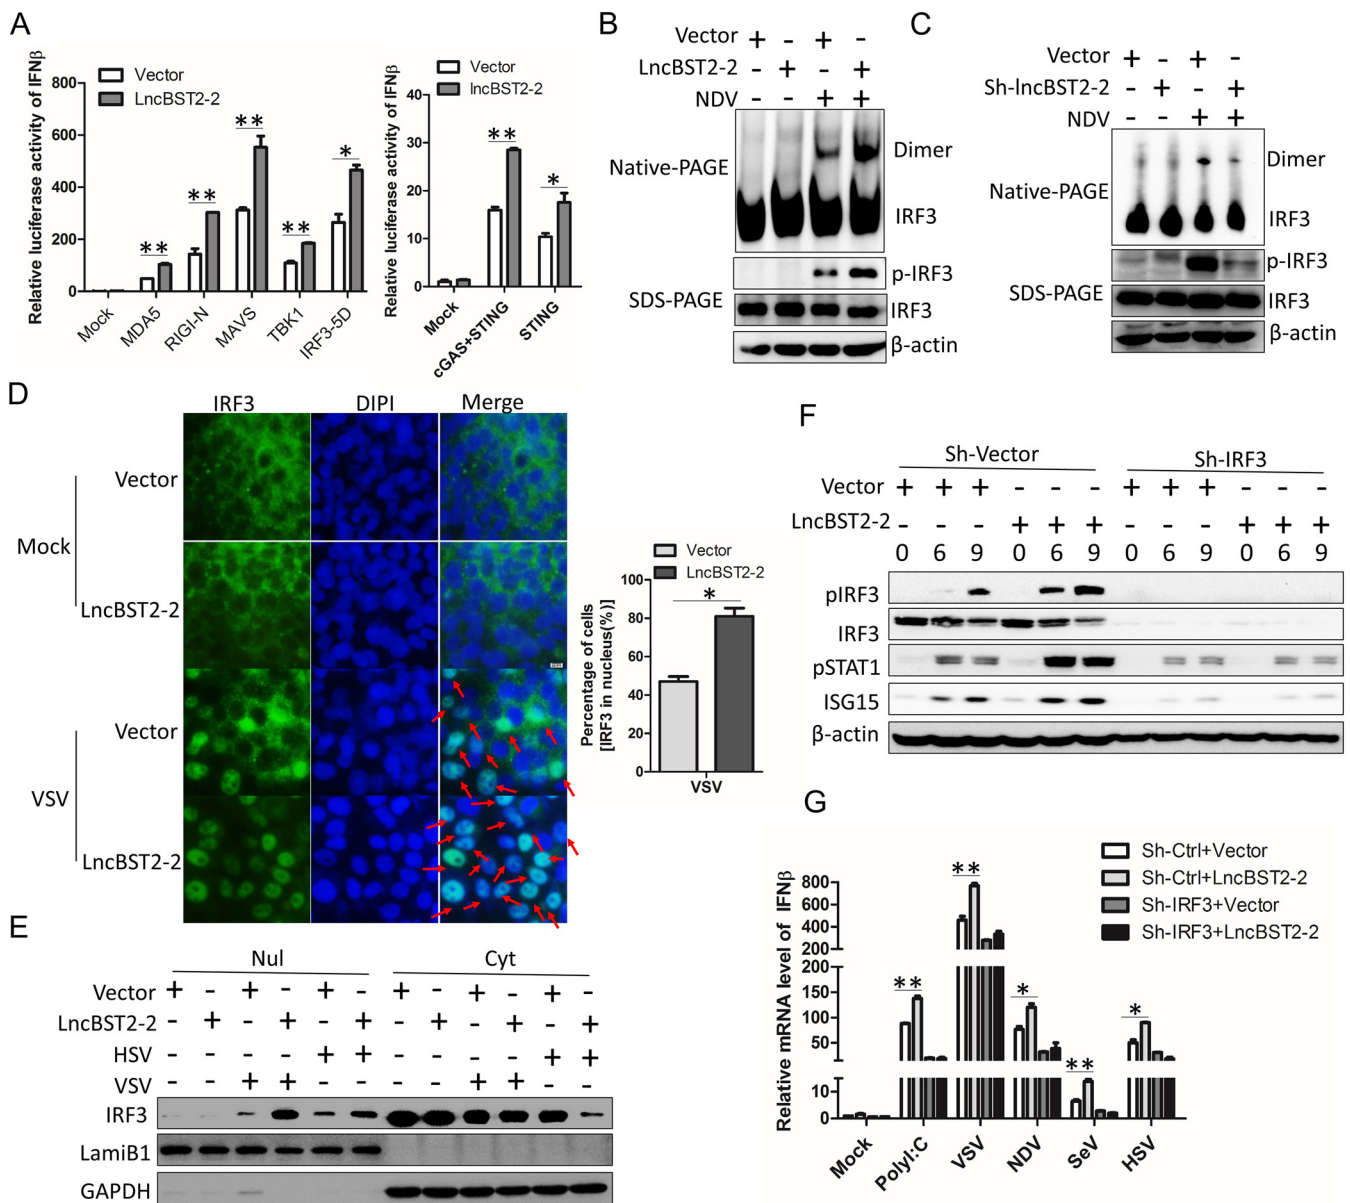 A
Relative luciferase activity of IFNβ
800
600
400
200
0
Vector
LncBST2-2
** ** ** ** *
Mock MDA5 RIGI-N MAVS TBK1 IRF3-5D
Relative luciferase activity of IFNβ
40
30
20
10
0
Vector
lncBST2-2
** *
Mock cGAS+STING STING
B
Vector + - + -
LncBST2-2 - + - +
NDV - - + +
Native-PAGE
Dimer
IRF3
SDS-PAGE
p-IRF3
IRF3
β-actin
C
Vector + - + -
Sh-lncBST2-2 - + - +
NDV - - + +
Native-PAGE
Dimer
IRF3
SDS-PAGE
p-IRF3
IRF3
β-actin
D
IRF3 DIPI Merge
Mock
Vector
LncBST2-2
VSV
Vector
LncBST2-2
Vector
LncBST2-2
Percentage of cells
[IRF3 in nucleus(%)]
100
80
60
40
20
0
*
VSV
E
Nul Cyt
Vector + - + - + - + - + - + -
LncBST2-2 - + - + - + - + - + - +
HSV - - - - + + - - - - + +
VSV - - + + - - - - + + - -
IRF3
LamiB1
GAPDH
F
Sh-Vector Sh-IRF3
Vector + + + - - - + + + - - -
LncBST2-2 - - - + + + - - - + + +
0 6 9 0 6 9 0 6 9 0 6 9
pIRF3
IRF3
pSTAT1
ISG15
β-actin
G
Relative mRNA level of IFNβ
800
600
400
200
200
150
100
50
10
0
Sh-Ctrl+Vector
Sh-Ctrl+LncBST2-2
Sh-IRF3+Vector
Sh-IRF3+LncBST2-2
** ** * ** *
Mock PolyI:C VSV NDV SeV HSV